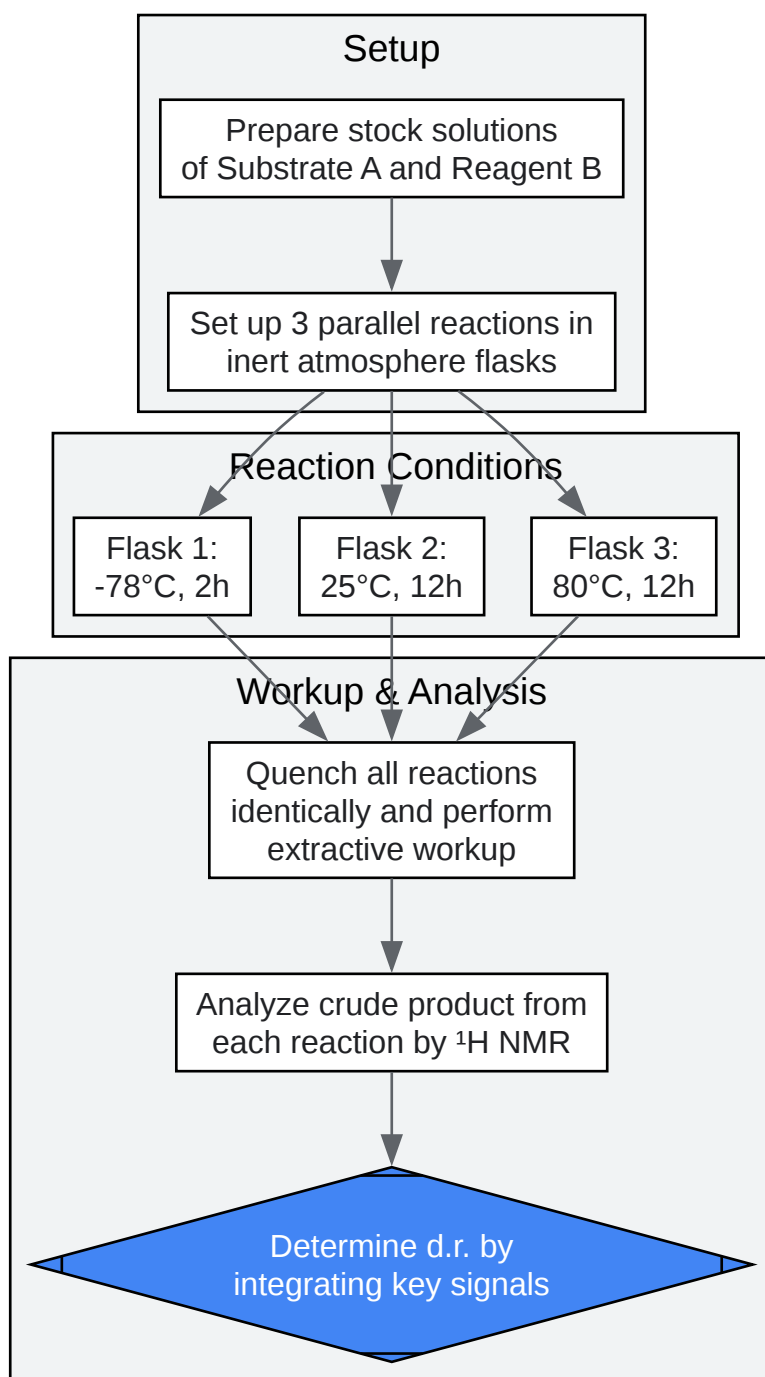 Setup
Prepare stock solutions
of Substrate A and Reagent B
Set up 3 parallel reactions in
inert atmosphere flasks
Reaction Conditions
Flask 1:
-78°C, 2h
Flask 2:
25°C, 12h
Flask 3:
80°C, 12h
Workup & Analysis
Quench all reactions
identically and perform
extractive workup
Analyze crude product from
each reaction by ¹H NMR
Determine d.r. by
integrating key signals